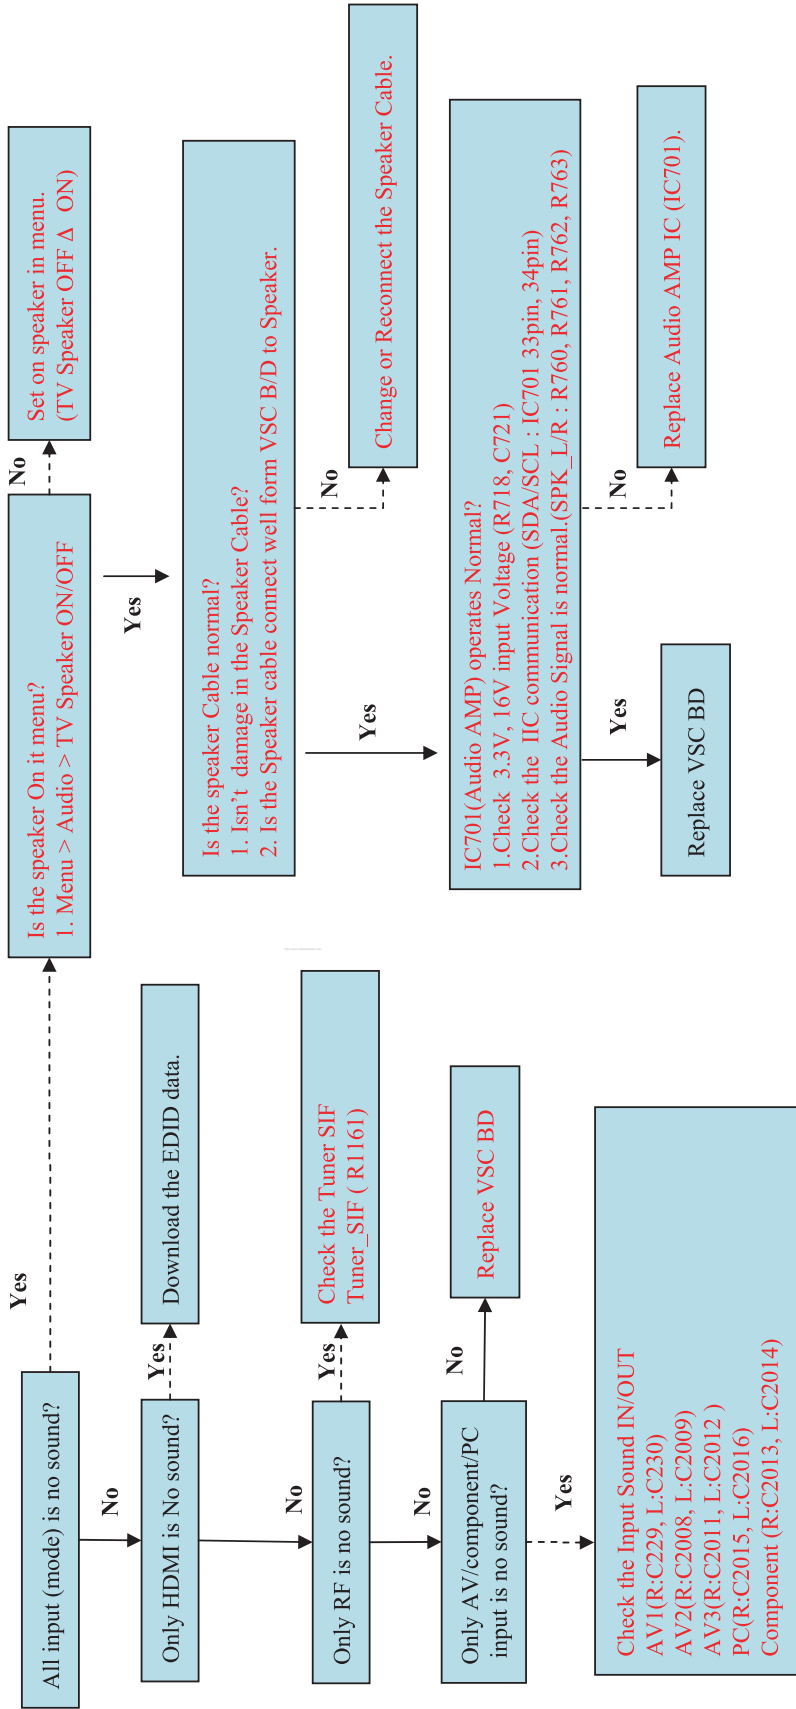 All input (mode) is no sound?
Yes
Is the speaker On it menu?
1. Menu > Audio > TV Speaker ON/OFF
No
Set on speaker in menu.
(TV Speaker OFF Δ ON)
No
Only HDMI is No sound?
Yes
Download the EDID data.
Yes
Is the speaker Cable normal?
1. Isn't damage in the Speaker Cable?
2. Is the Speaker cable connect well form VSC B/D to Speaker.
No
Change or Reconnect the Speaker Cable.
No
Only RF is no sound?
Yes
Check the Tuner SIF
Tuner_SIF ( R1161)
Yes
IC701(Audio AMP) operates Normal?
1.Check 3.3V, 16V input Voltage (R718, C721)
2.Check the IIC communication (SDA/SCL : IC701 33pin, 34pin)
3.Check the Audio Signal is normal.(SPK_L/R : R760, R761, R762, R763)
No
Replace Audio AMP IC (IC701).
No
Only AV/component/PC
input is no sound?
No
Replace VSC BD
Yes
Replace VSC BD
Yes
Check the Input Sound IN/OUT
AV1(R:C229, L:C230)
AV2(R:C2008, L:C2009)
AV3(R:C2011, L:C2012 )
PC(R:C2015, L:C2016)
Component (R:C2013, L:C2014)